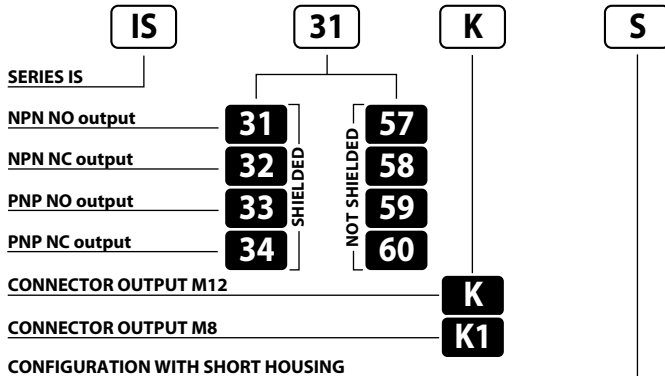 IS 31 K S
SERIES IS
NPN NO output 31 57
NPN NC output 32 58
PNP NO output 33 59
PNP NC output 34 60
SHIELDED
NOT SHIELDED
CONNECTOR OUTPUT M12 K
CONNECTOR OUTPUT M8 K1
CONFIGURATION WITH SHORT HOUSING